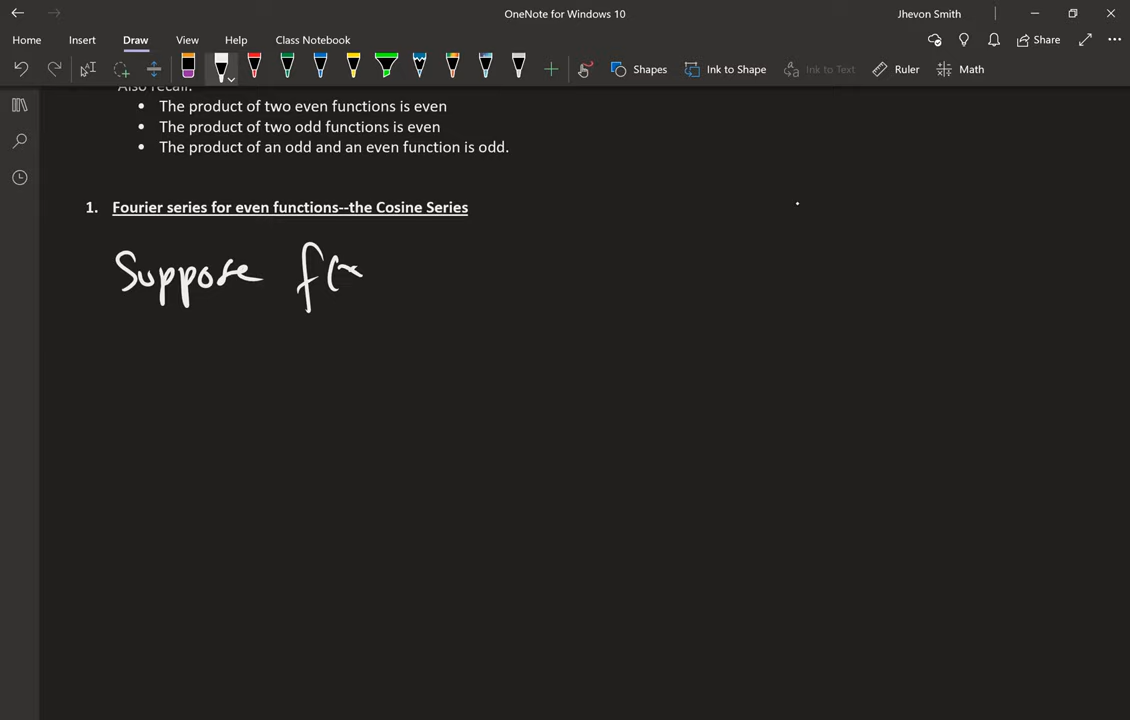 OneNote for Windows 10
Jhevon Smith
Home Insert Draw View Help Class Notebook
Share
Shapes Ink to Shape Ink to Text Ruler Math
Also recall:
• The product of two even functions is even
• The product of two odd functions is even
• The product of an odd and an even function is odd.
1. Fourier series for even functions--the Cosine Series
Suppose f(x